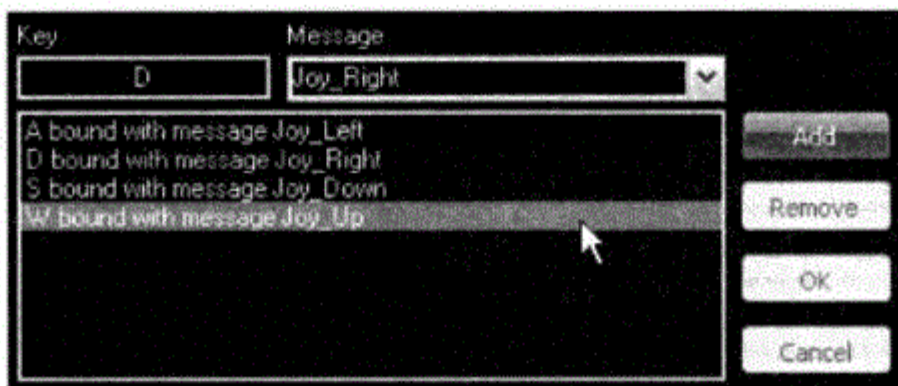 Key Message
D Joy_Right
A bound with message Joy_Left
D bound with message Joy_Right
S bound with message Joy_Down
W bound with message Joy_Up
Add
Remove
OK
Cancel